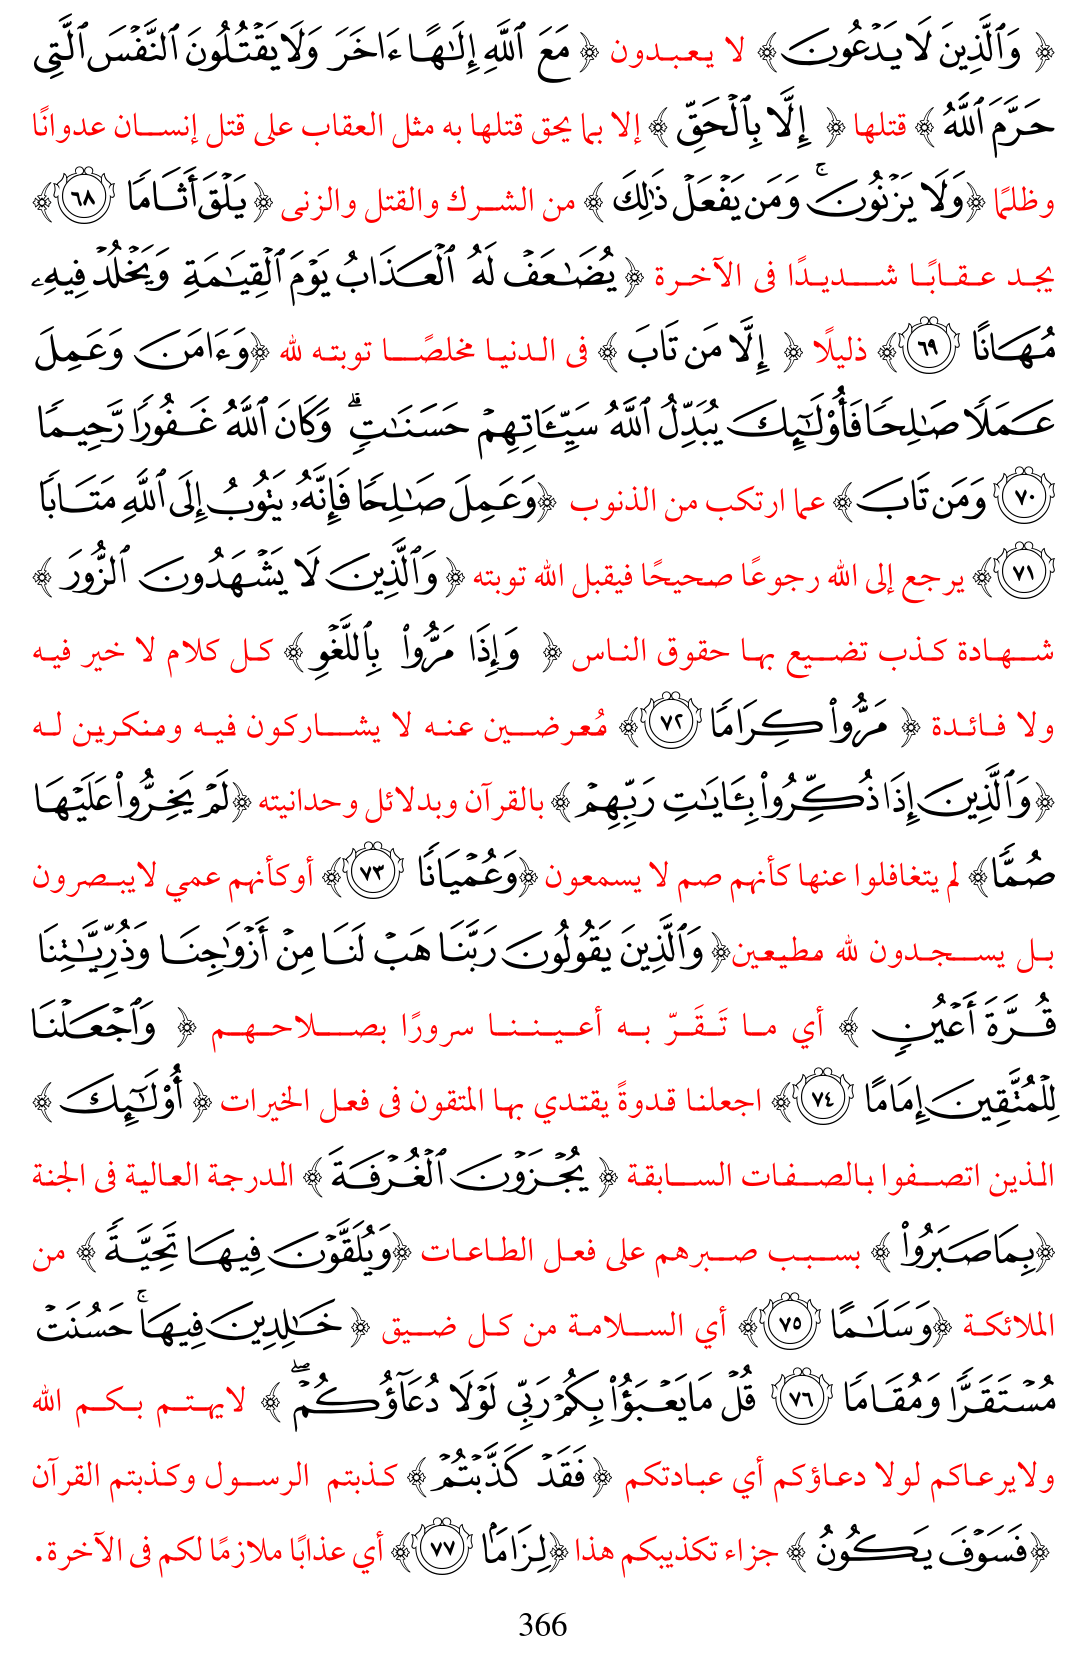 ﴿ وَٱلَّذِينَ لَا يَدۡعُونَ﴾ لا يعبدون ﴿ مَعَ ٱللَّهِ إِلَٰهًا ءَاخَرَ وَلَا يَقۡتُلُونَ ٱلنَّفۡسَ ٱلَّتِي
حَرَّمَ ٱللَّهُ ﴾ قتلها ﴿ إِلَّا بِٱلۡحَقِّ ﴾ إلا بما يحق قتلها به مثل العقاب على قتل إنسان عدوانًا
وظلمًا ﴿وَلَا يَزۡنُونَۚ وَمَن يَفۡعَلۡ ذَٰلِكَ ﴾ من الشرك والقتل والزنى ﴿ يَلۡقَ أَثَامٗا ٦٨﴾
يجد عقابًا شديدًا فى الآخرة ﴿ يُضَٰعَفۡ لَهُ ٱلۡعَذَابُ يَوۡمَ ٱلۡقِيَٰمَةِ وَيَخۡلُدۡ فِيهِۦ
مُهَانًا ٦٩﴾ ذليلًا ﴿ إِلَّا مَن تَابَ ﴾ فى الدنيا مخلصًا توبته لله ﴿وَءَامَنَ وَعَمِلَ
عَمَلٗا صَٰلِحٗا فَأُوْلَٰٓئِكَ يُبَدِّلُ ٱللَّهُ سَيِّـَٔاتِهِمۡ حَسَنَٰتٖۗ وَكَانَ ٱللَّهُ غَفُورٗا رَّحِيمٗا
٧٠ وَمَن تَابَ﴾ عما ارتكب من الذنوب ﴿وَعَمِلَ صَٰلِحٗا فَإِنَّهُۥ يَتُوبُ إِلَى ٱللَّهِ مَتَابٗا
٧١﴾ يرجع إلى الله رجوعًا صحيحًا فيقبل الله توبته ﴿ وَٱلَّذِينَ لَا يَشۡهَدُونَ ٱلزُّورَ ﴾
شهادة كذب تضيع بها حقوق الناس ﴿ وَإِذَا مَرُّواْ بِٱللَّغۡوِ ﴾ كل كلام لا خير فيه
ولا فائدة ﴿ مَرُّواْ كِرَامٗا ٧٢﴾ مُعرضين عنه لا يشاركون فيه ومنكرين له
﴿وَٱلَّذِينَ إِذَا ذُكِّرُواْ بِـَٔايَٰتِ رَبِّهِمۡ﴾ بالقرآن وبدلائل وحدانيته ﴿لَمۡ يَخِرُّواْ عَلَيۡهَا
صُمّٗا﴾ لم يتغافلوا عنها كأنهم صم لا يسمعون ﴿وَعُمۡيَانٗا ٧٣﴾ أوكأنهم عمي لايبصرون
بل يسجدون لله مطيعين﴿ وَٱلَّذِينَ يَقُولُونَ رَبَّنَا هَبۡ لَنَا مِنۡ أَزۡوَٰجِنَا وَذُرِّيَّٰتِنَا
قُرَّةَ أَعۡيُنٖ ﴾ أي ما تَقَرّ به أعيننا سرورًا بصلاحهم ﴿ وَٱجۡعَلۡنَا
لِلۡمُتَّقِينَ إِمَامًا ٧٤﴾ اجعلنا قدوةً يقتدي بها المتقون فى فعل الخيرات ﴿ أُوْلَٰٓئِكَ ﴾
المذين اتصفوا بالصفات السابقة ﴿ يُجۡزَوۡنَ ٱلۡغُرۡفَةَ ﴾ المدرجة العالية فى الجنة
﴿بِمَا صَبَرُواْ ﴾ بسبب صبرهم على فعل الطاعات ﴿وَيُلَقَّوۡنَ فِيهَا تَحِيَّةٗ ﴾ من
الملائكة ﴿وَسَلَٰمًا ٧٥﴾ أي السلامة من كل ضيق ﴿ خَٰلِدِينَ فِيهَاۚ حَسُنَتۡ
مُسۡتَقَرّٗا وَمُقَامٗا ٧٦ قُلۡ مَا يَعۡبَؤُاْ بِكُمۡ رَبِّي لَوۡلَا دُعَآؤُكُمۡۖ ﴾ لايهتم بكم الله
ولايرعاكم لولا دعاؤكم أي عبادتكم ﴿ فَقَدۡ كَذَّبۡتُمۡ﴾ كذبتم الرسول وكذبتم القرآن
﴿فَسَوۡفَ يَكُونُ ﴾ جزاء تكذيبكم هذا ﴿لِزَامَۢا ٧٧﴾ أي عذابًا ملازمًا لكم فى الآخرة.
366